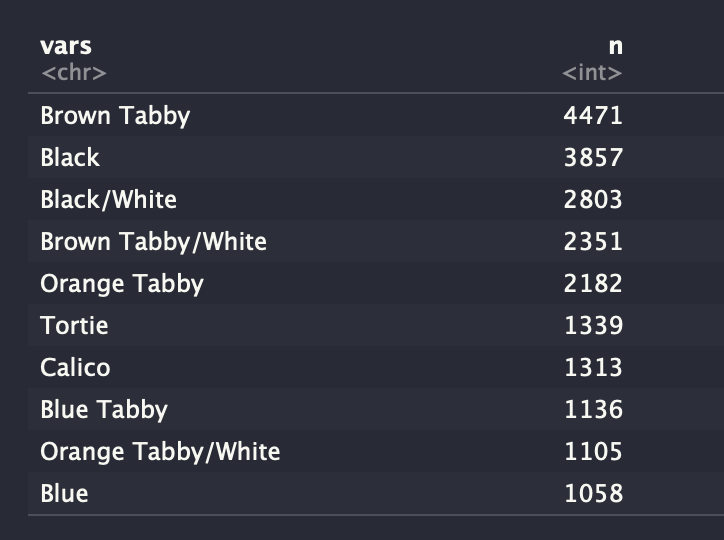 vars n
<chr> <int>
Brown Tabby 4471
Black 3857
Black/White 2803
Brown Tabby/White 2351
Orange Tabby 2182
Tortie 1339
Calico 1313
Blue Tabby 1136
Orange Tabby/White 1105
Blue 1058